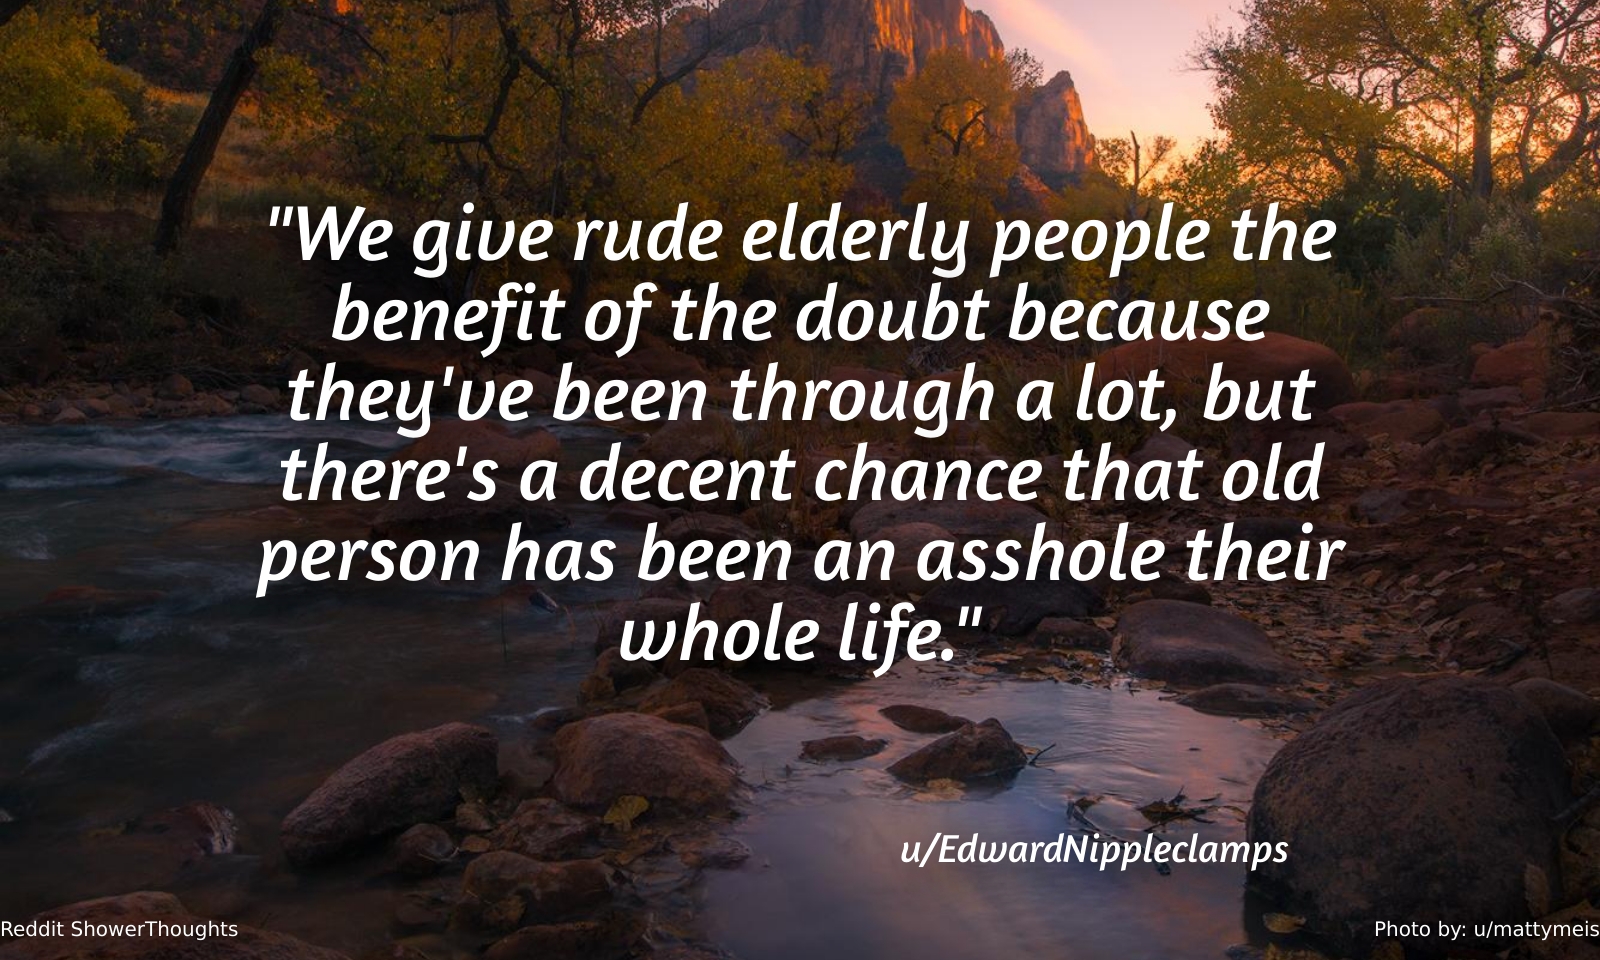 "We give rude elderly people the
benefit of the doubt because
they've been through a lot, but
there's a decent chance that old
person has been an asshole their
whole life."
u/EdwardNippleclamps
Reddit ShowerThoughts
Photo by: u/mattymeis